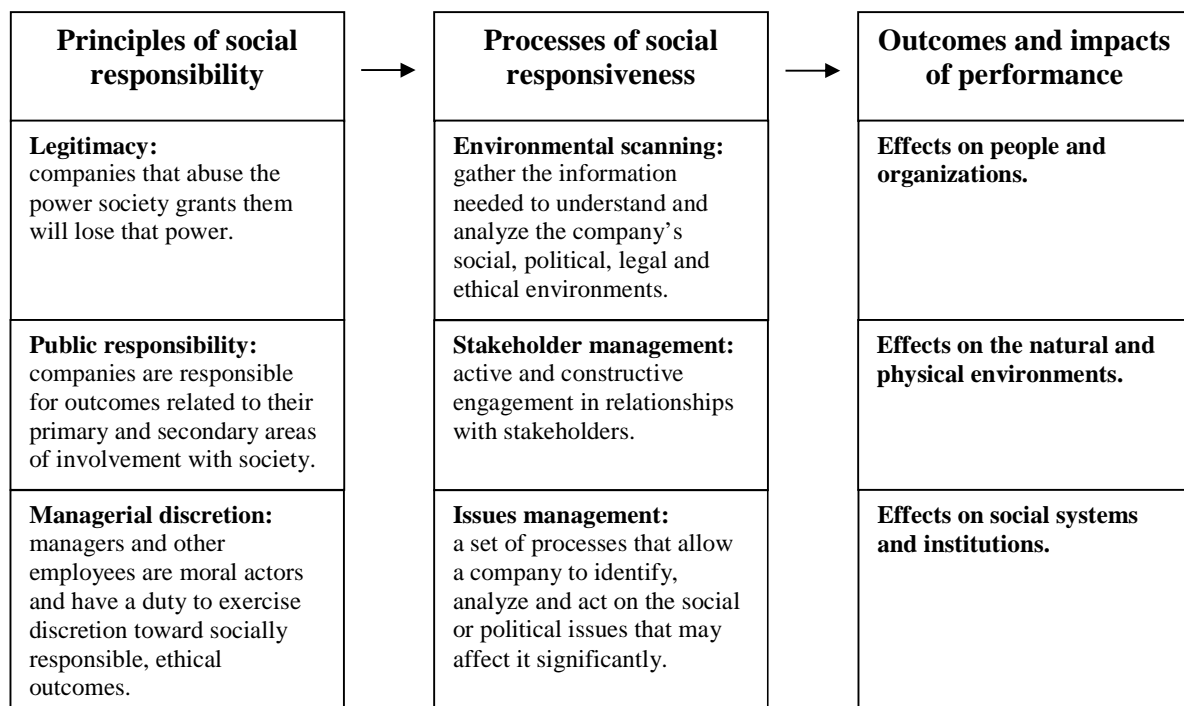 Principles of social
responsibility
Legitimacy:
companies that abuse the
power society grants them
will lose that power.
Public responsibility:
companies are responsible
for outcomes related to their
primary and secondary areas
of involvement with society.
Managerial discretion:
managers and other
employees are moral actors
and have a duty to exercise
discretion toward socially
responsible, ethical
outcomes.
Processes of social
responsiveness
Environmental scanning:
gather the information
needed to understand and
analyze the company's
social, political, legal and
ethical environments.
Stakeholder management:
active and constructive
engagement in relationships
with stakeholders.
Issues management:
a set of processes that allow
a company to identify,
analyze and act on the social
or political issues that may
affect it significantly.
Outcomes and impacts
of performance
Effects on people and
organizations.
Effects on the natural and
physical environments.
Effects on social systems
and institutions.